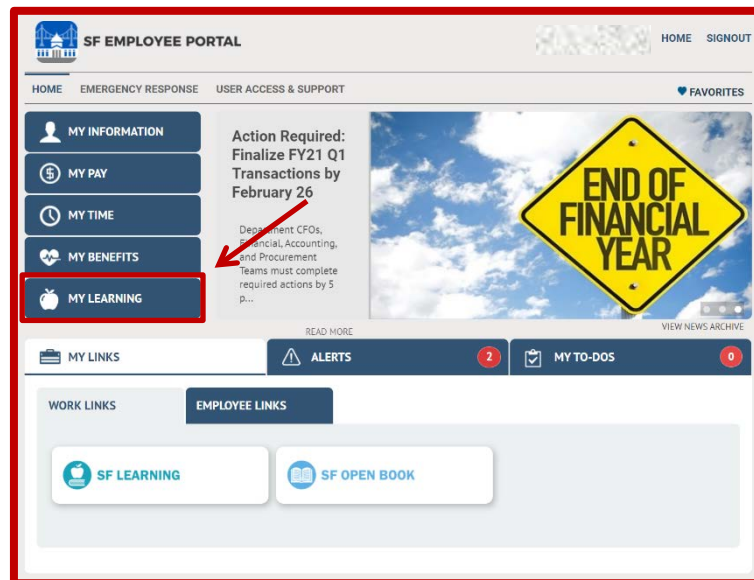 SF EMPLOYEE PORTAL
HOME SIGNOUT
HOME EMERGENCY RESPONSE USER ACCESS & SUPPORT
FAVORITES
MY INFORMATION
MY PAY
MY TIME
MY BENEFITS
MY LEARNING
Action Required:
Finalize FY21 Q1
Transactions by
February 26
Department CFOs,
Financial, Accounting,
and Procurement
Teams must complete
required actions by 5
p...
READ MORE
END OF
FINANCIAL
YEAR
VIEW NEWS ARCHIVE
MY LINKS
ALERTS 2
MY TO-DOS 0
WORK LINKS
EMPLOYEE LINKS
SF LEARNING
SF OPEN BOOK